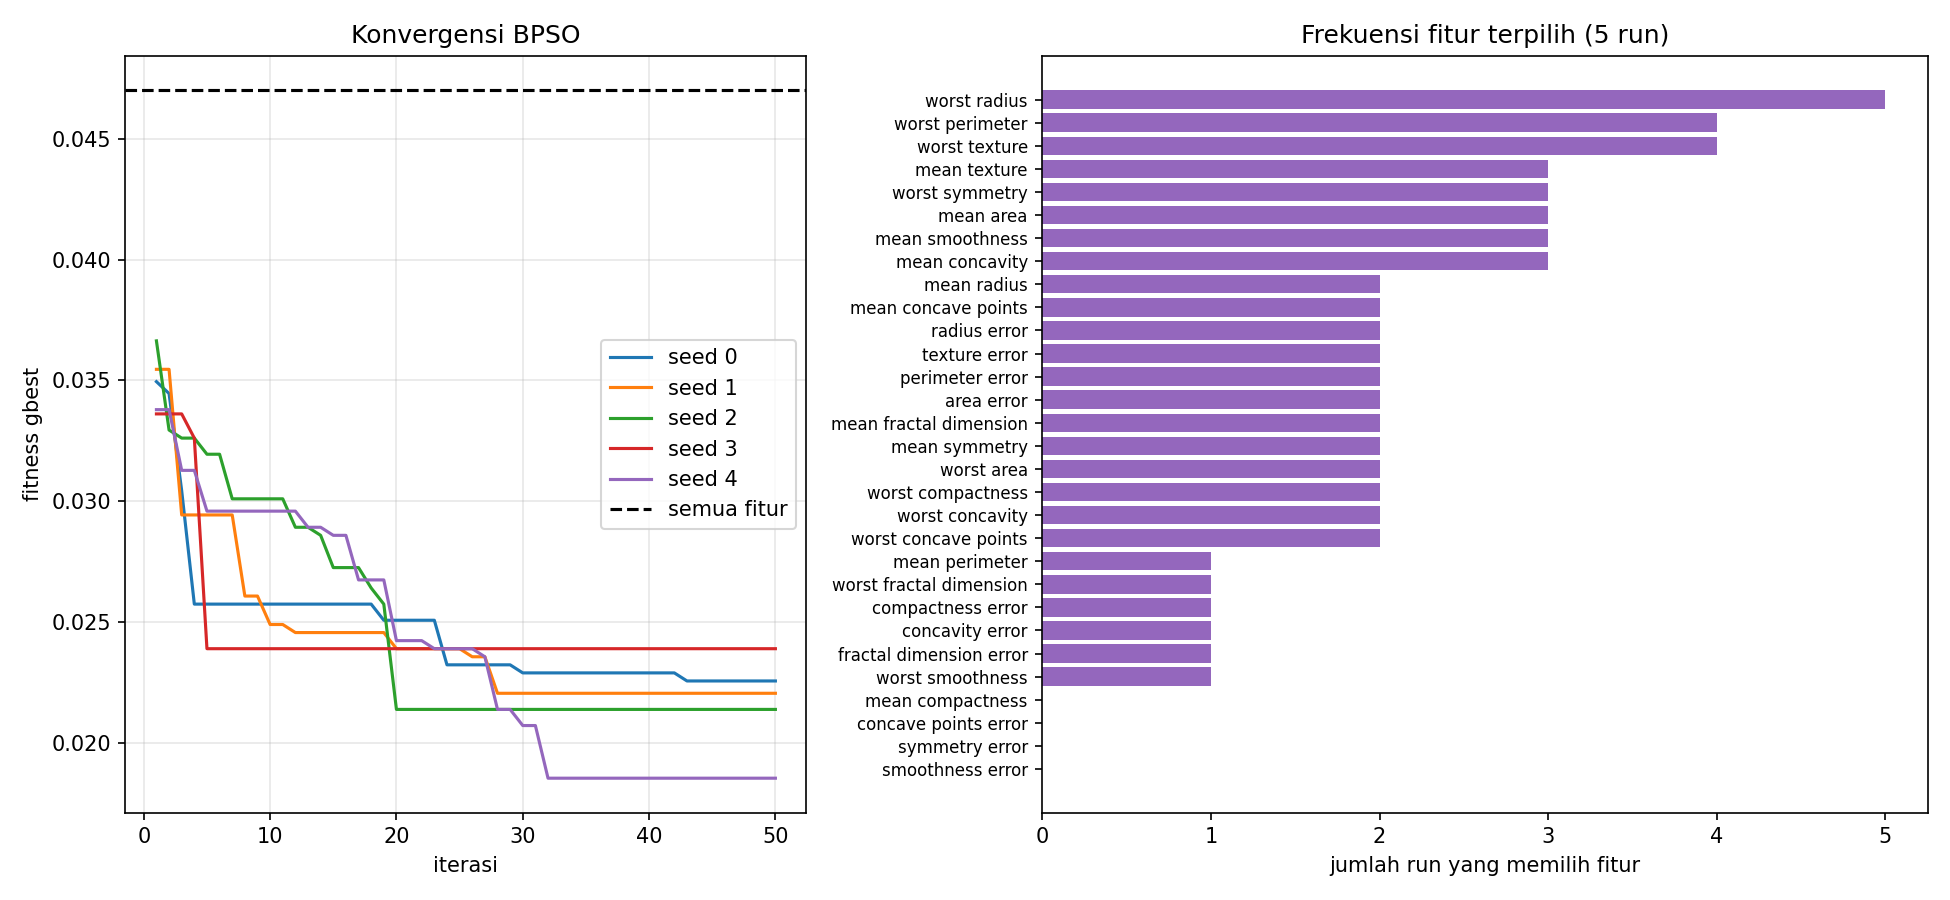 Konvergensi BPSO
fitness gbest
0.045
0.040
0.035
0.030
0.025
0.020
seed 0
seed 1
seed 2
seed 3
seed 4
semua fitur
0 10 20 30 40 50
iterasi
Frekuensi fitur terpilih (5 run)
worst radius
worst perimeter
worst texture
mean texture
worst symmetry
mean area
mean smoothness
mean concavity
mean radius
mean concave points
radius error
texture error
perimeter error
area error
mean fractal dimension
mean symmetry
worst area
worst compactness
worst concavity
worst concave points
mean perimeter
worst fractal dimension
compactness error
concavity error
fractal dimension error
worst smoothness
mean compactness
concave points error
symmetry error
smoothness error
0 1 2 3 4 5
jumlah run yang memilih fitur